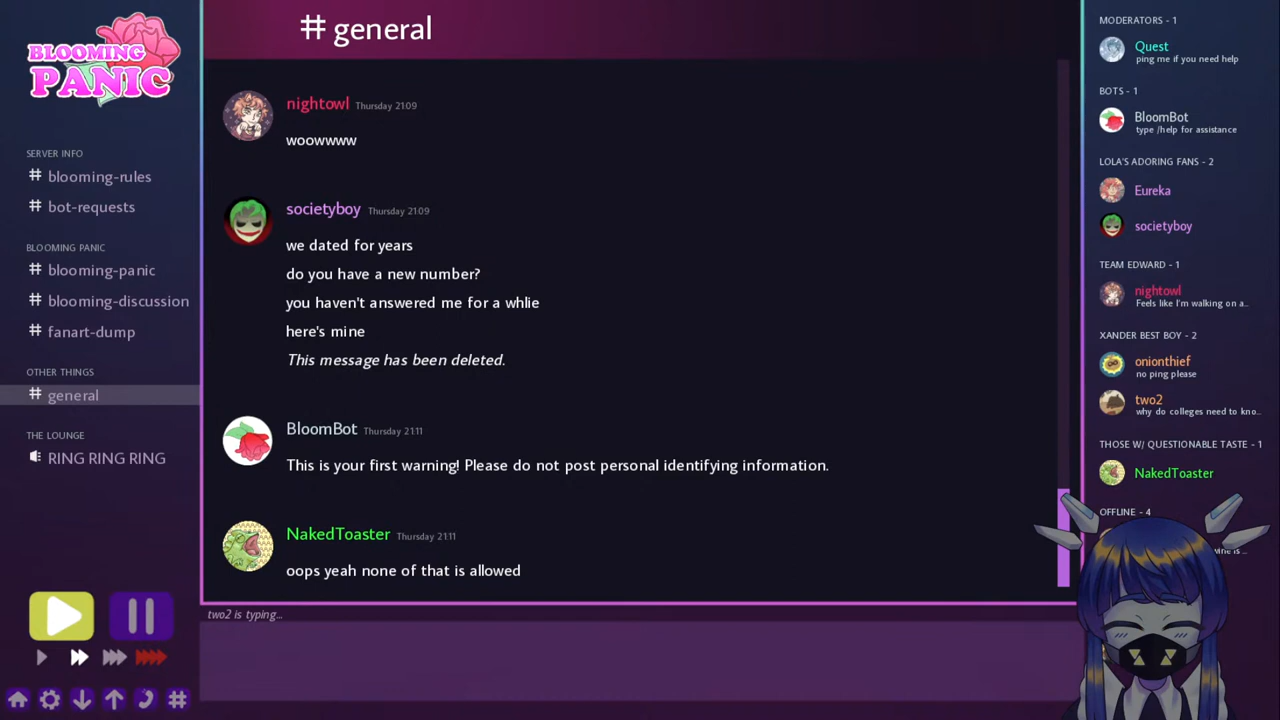 BLOOMING
PANIC
SERVER INFO
# blooming-rules
# bot-requests
BLOOMING PANIC
# blooming-panic
# blooming-discussion
# fanart-dump
OTHER THINGS
# general
THE LOUNGE
RING RING RING
# general
nightowl Thursday 21:09
woowwww
societyboy Thursday 21:09
we dated for years
do you have a new number?
you haven't answered me for a whlie
here's mine
This message has been deleted.
BloomBot Thursday 21:11
This is your first warning! Please do not post personal identifying information.
NakedToaster Thursday 21:11
oops yeah none of that is allowed
two2 is typing...
MODERATORS - 1
Quest
ping me if you need help
BOTS - 1
BloomBot
type /help for assistance
LOLA'S ADORING FANS - 2
Eureka
societyboy
TEAM EDWARD - 1
nightowl
Feels like I'm walking on a...
XANDER BEST BOY - 2
onionthief
no ping please
two2
why do colleges need to kno...
THOSE W/ QUESTIONABLE TASTE - 1
NakedToaster
OFFLINE - 4